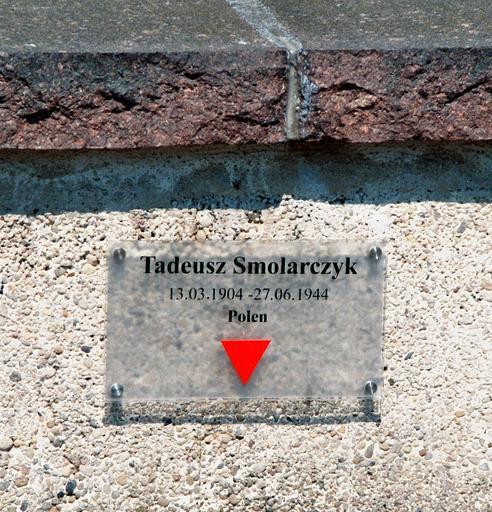 Tadeusz Smolarczyk
13.03.1904 -27.06.1944
Polen